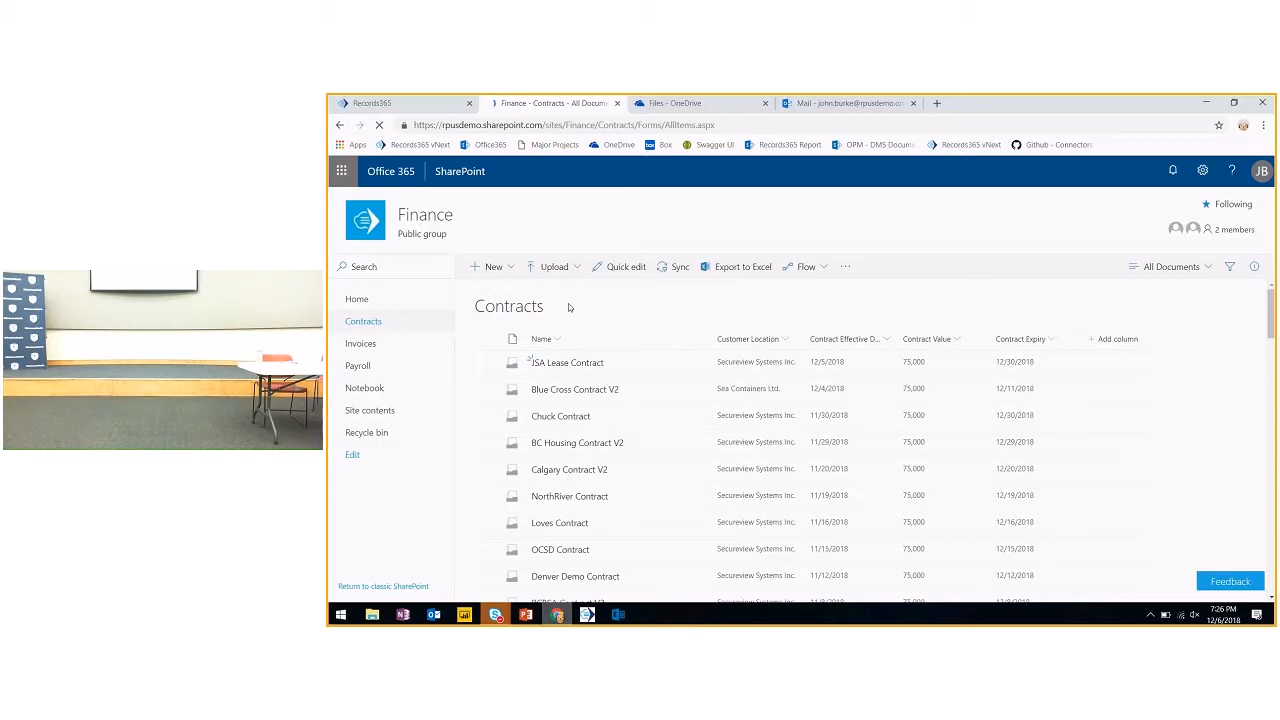 Records365
Finance - Contracts - All Docume
Files - OneDrive
Mail - john.burke@rpusdemo.on
https://rpusdemo.sharepoint.com/sites/Finance/Contracts/Forms/AllItems.aspx
Apps
Records365 vNext
Office365
Major Projects
OneDrive
box Box
Swagger UI
Records365 Report
OPM - DMS Docume
Records365 vNext
Github - Connectors
Office 365
SharePoint
JB
Finance
Public group
Following
2 members
Search
New
Upload
Quick edit
Sync
Export to Excel
Flow
All Documents
Home
Contracts
Invoices
Payroll
Notebook
Site contents
Recycle bin
Edit
Return to classic SharePoint
Contracts
Name Customer Location Contract Effective D... Contract Value Contract Expiry + Add column
JSA Lease Contract Secureview Systems Inc. 12/5/2018 75,000 12/30/2018
Blue Cross Contract V2 Sea Containers Ltd. 12/4/2018 75,000 12/11/2018
Chuck Contract Secureview Systems Inc. 11/30/2018 75,000 12/30/2018
BC Housing Contract V2 Secureview Systems Inc. 11/29/2018 75,000 12/29/2018
Calgary Contract V2 Secureview Systems Inc. 11/20/2018 75,000 12/20/2018
NorthRiver Contract Secureview Systems Inc. 11/19/2018 75,000 12/19/2018
Loves Contract Secureview Systems Inc. 11/16/2018 75,000 12/16/2018
OCSD Contract Secureview Systems Inc. 11/15/2018 75,000 12/15/2018
Denver Demo Contract Secureview Systems Inc. 11/12/2018 75,000 12/12/2018
Feedback
7:26 PM
12/6/2018